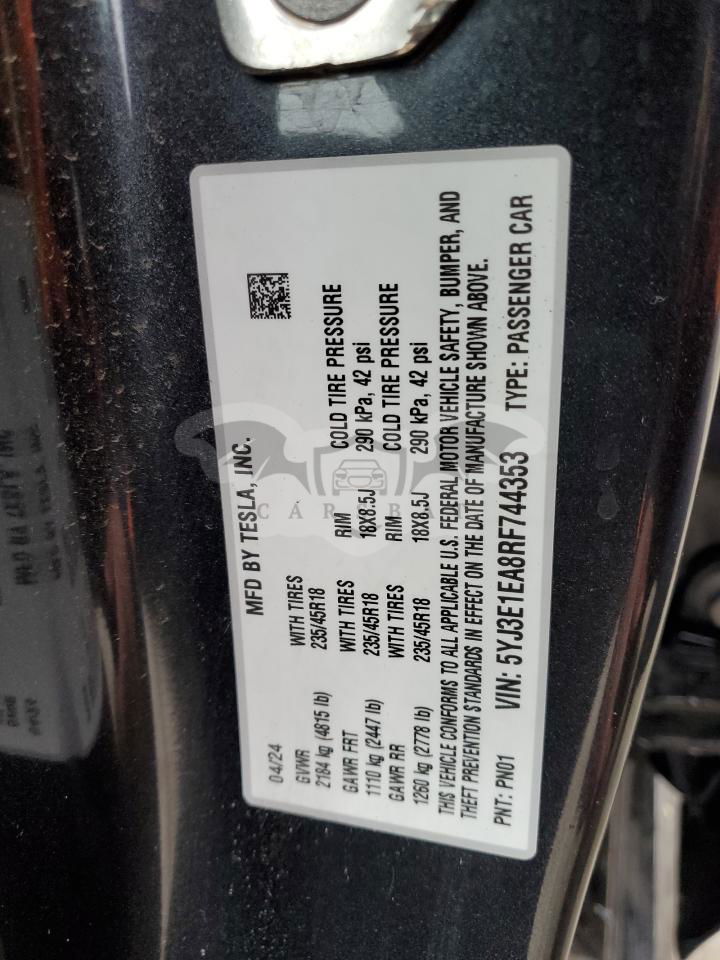 04/24 MFD BY TESLA, INC.
GVWR WITH TIRES RIM COLD TIRE PRESSURE
2184 kg (4815 lb) 235/45R18 18X8.5J 290 kPa, 42 psi
GAWR FRT WITH TIRES RIM COLD TIRE PRESSURE
1110 kg (2447 lb) 235/45R18 18X8.5J 290 kPa, 42 psi
GAWR RR WITH TIRES
1260 kg (2778 lb) 235/45R18
THIS VEHICLE CONFORMS TO ALL APPLICABLE U.S. FEDERAL MOTOR VEHICLE SAFETY, BUMPER, AND
THEFT PREVENTION STANDARDS IN EFFECT ON THE DATE OF MANUFACTURE SHOWN ABOVE.
PNT: PN01 VIN: 5YJ3E1EA8RF744353 TYPE: PASSENGER CAR